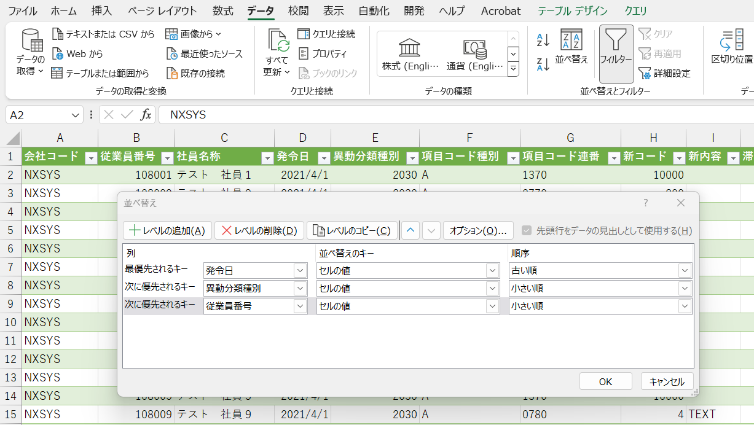 ファイル ホーム 挿入 ページ レイアウト 数式 データ 校閲 表示 自動化 開発 ヘルプ Acrobat テーブル デザイン クエリ
データの取得
テキストまたは CSV から
Web から
テーブルまたは範囲から
画像から
最近使ったソース
既存の接続
データの取得と変換
すべて更新
クエリと接続
プロパティ
ブックのリンク
クエリと接続
株式 (Engli...
通貨 (Engli...
データの種類
並べ替え
フィルター
クリア
再適用
詳細設定
並べ替えとフィルター
区切り位置
デー
A2 fx NXSYS
A B C D E F G H I
1 会社コード 従業員番号 社員名称 発令日 異動分類種別 項目コード種別 項目コード連番 新コード 新内容 滞
2 NXSYS 108001 テスト 社員 1 2021/4/1 2030 A 1370 10000
3 NXSYS
4 NXSYS
5 NXSYS
6 NXSYS
7 NXSYS
8 NXSYS
9 NXSYS
10 NXSYS
11 NXSYS
12 NXSYS
13 NXSYS
14 NXSYS
15 NXSYS 108009 テスト 社員 9 2021/4/1 2030 A 0780 4 TEXT
並べ替え ? ×
レベルの追加(A) レベルの削除(D) レベルのコピー(C) オプション(O)... 先頭行をデータの見出しとして使用する(H)
列 並べ替えのキー 順序
最優先されるキー 発令日 セルの値 古い順
次に優先されるキー 異動分類種別 セルの値 小さい順
次に優先されるキー 従業員番号 セルの値 小さい順
OK キャンセル